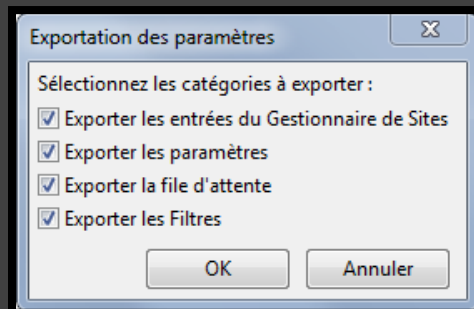 Exportation des paramètres
Sélectionnez les catégories à exporter :
Exporter les entrées du Gestionnaire de Sites
Exporter les paramètres
Exporter la file d'attente
Exporter les Filtres
OK
Annuler